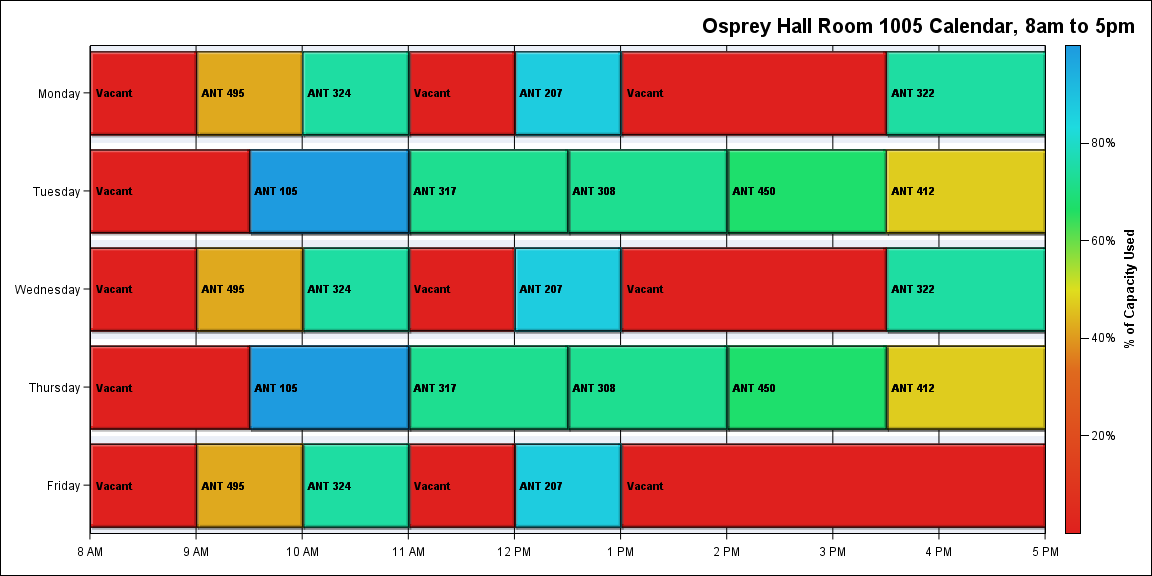 Osprey Hall Room 1005 Calendar, 8am to 5pm
Monday
Vacant
ANT 495
ANT 324
Vacant
ANT 207
Vacant
ANT 322
Tuesday
Vacant
ANT 105
ANT 317
ANT 308
ANT 450
ANT 412
Wednesday
Vacant
ANT 495
ANT 324
Vacant
ANT 207
Vacant
ANT 322
Thursday
Vacant
ANT 105
ANT 317
ANT 308
ANT 450
ANT 412
Friday
Vacant
ANT 495
ANT 324
Vacant
ANT 207
Vacant
8 AM
9 AM
10 AM
11 AM
12 PM
1 PM
2 PM
3 PM
4 PM
5 PM
80%
60%
40%
20%
% of Capacity Used